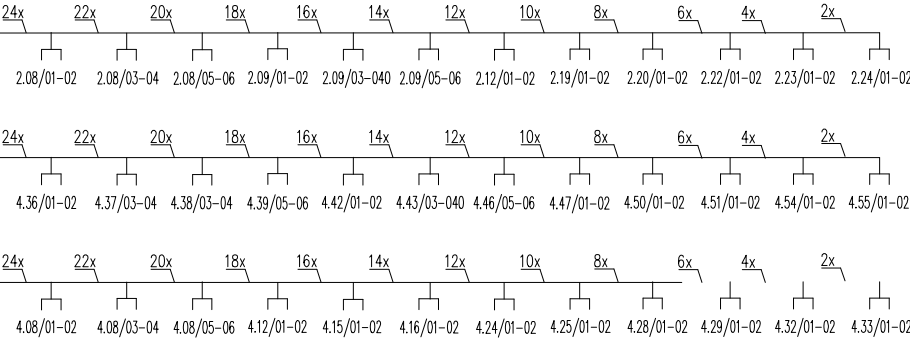 24x 22x 20x 18x 16x 14x 12x 10x 8x 6x 4x 2x
2.08/01-02 2.08/03-04 2.08/05-06 2.09/01-02 2.09/03-040 2.09/05-06 2.12/01-02 2.19/01-02 2.20/01-02 2.22/01-02 2.23/01-02 2.24/01-02
24x 22x 20x 18x 16x 14x 12x 10x 8x 6x 4x 2x
4.36/01-02 4.37/03-04 4.38/03-04 4.39/05-06 4.42/01-02 4.43/03-040 4.46/05-06 4.47/01-02 4.50/01-02 4.51/01-02 4.54/01-02 4.55/01-02
24x 22x 20x 18x 16x 14x 12x 10x 8x 6x 4x 2x
4.08/01-02 4.08/03-04 4.08/05-06 4.12/01-02 4.15/01-02 4.16/01-02 4.24/01-02 4.25/01-02 4.28/01-02 4.29/01-02 4.32/01-02 4.33/01-02